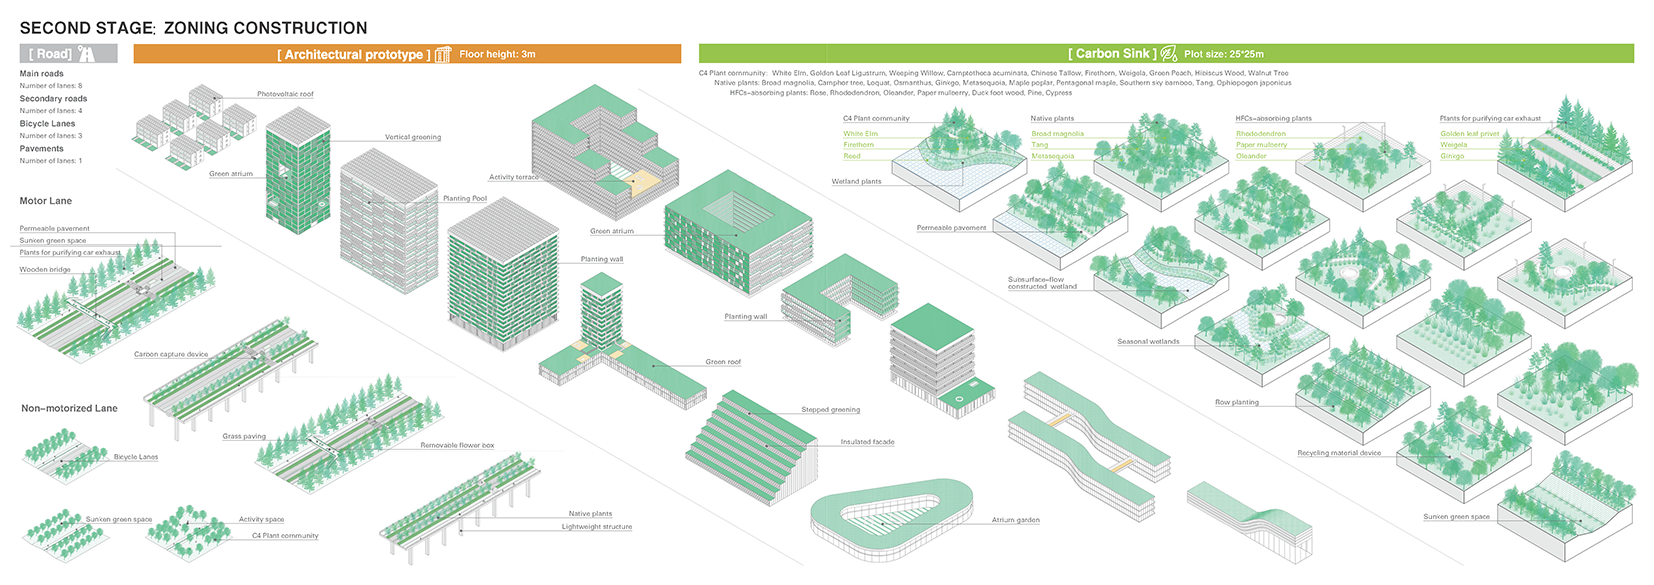 SECOND STAGE: ZONING CONSTRUCTION
[ Road]
[ Architectural prototype ] Floor height: 3m
[ Carbon Sink ] Plot size: 25*25m
Main roads
Number of lanes: 8
Secondary roads
Number of lanes: 4
Bicycle Lanes
Number of lanes: 3
Pavements
Number of lanes: 1
C4 Plant community: White Elm, Golden Leaf Ligustrum, Weeping Willow, Camptotheca acuminata, Chinese Tallow, Firethorn, Weigela, Green Peach, Hibiscus Wood, Walnut Tree
Native plants: Broad magnolia, Camphor tree, Loquat, Osmanthus, Ginkgo, Metasequoia, Maple poplar, Pentagonal maple, Southern sky bamboo, Tang, Ophiopogon japonicus
HFCs-absorbing plants: Rose, Rhododendron, Oleander, Paper mulberry, Duck foot wood, Pine, Cypress
Motor Lane
Permeable pavement
Sunken green space
Plants for purifying car exhaust
Wooden bridge
Carbon capture device
Non-motorized Lane
Grass paving
Removable flower box
Bicycle Lanes
Sunken green space
Activity space
C4 Plant community
Native plants
Lightweight structure
Photovoltaic roof
Vertical greening
Green atrium
Planting Pool
Activity terrace
Green atrium
Planting wall
Planting wall
Green roof
Stepped greening
Insulated facade
Atrium garden
C4 Plant community
White Elm
Firethorn
Reed
Wetland plants
Native plants
Broad magnolia
Tang
Metasequoia
HFCs-absorbing plants
Rhododendron
Paper mulberry
Oleander
Plants for purifying car exhaust
Golden leaf privet
Weigela
Ginkgo
Permeable pavement
Subsurface-flow
constructed wetland
Seasonal wetlands
Row planting
Recycling material device
Sunken green space